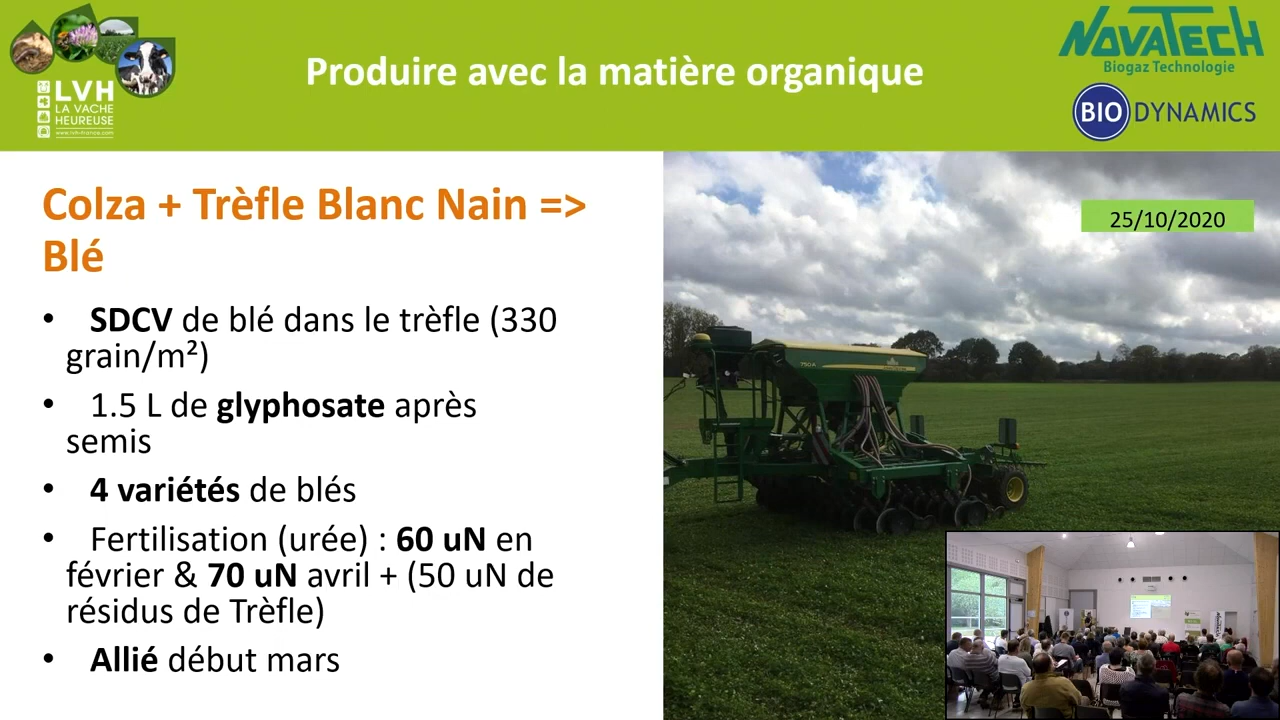 LVH
LA VACHE
HEUREUSE
Produire avec la matière organique
NOVATECH
Biogaz Technologie
BIO DYNAMICS
Colza + Trèfle Blanc Nain =>
Blé
• SDCV de blé dans le trèfle (330
grain/m²)
• 1.5 L de glyphosate après
semis
• 4 variétés de blés
• Fertilisation (urée) : 60 uN en
février & 70 uN avril + (50 uN de
résidus de Trèfle)
• Allié début mars
25/10/2020
750A